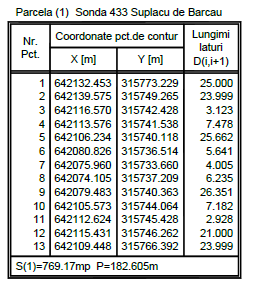 Parcela (1) Sonda 433 Suplacu de Barcau
Nr. Pct. Coordonate pct.de contur Lungimi laturi D(i,i+1)
X [m] Y [m]
1 642132.453 315773.229 25.000
2 642139.575 315749.265 23.999
3 642116.570 315742.428 3.123
4 642113.576 315741.538 7.478
5 642106.234 315740.118 25.662
6 642080.826 315736.514 5.641
7 642075.960 315733.660 4.005
8 642074.105 315737.209 6.235
9 642079.483 315740.363 26.351
10 642105.573 315744.064 7.182
11 642112.624 315745.428 2.928
12 642115.431 315746.262 21.000
13 642109.448 315766.392 23.999
S(1)=769.17mp P=182.605m